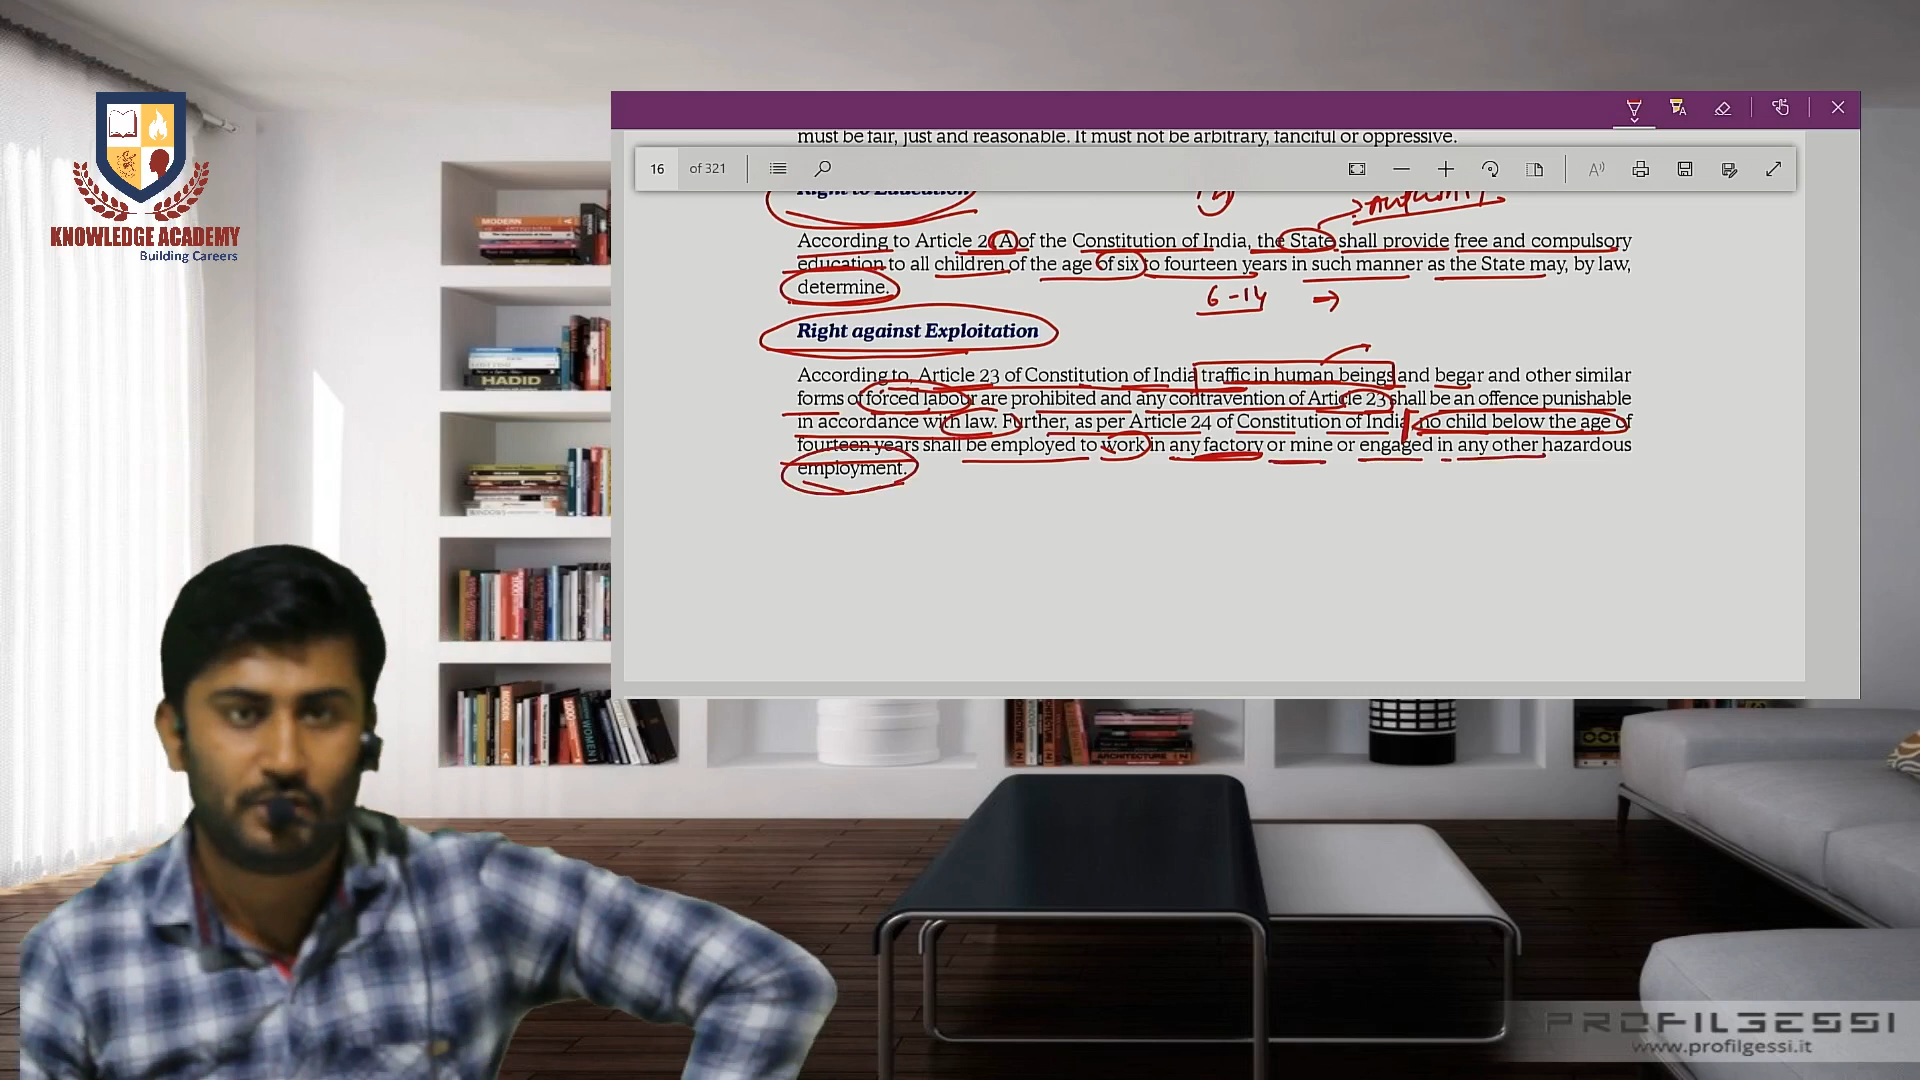 KNOWLEDGE ACADEMY
Building Careers
must be fair, just and reasonable. It must not be arbitrary, fanciful or oppressive.
16 of 321
Right to Education
Authority
According to Article 21A of the Constitution of India, the State shall provide free and compulsory
education to all children of the age of six to fourteen years in such manner as the State may, by law,
determine.
6-14 →
Right against Exploitation
According to, Article 23 of Constitution of India traffic in human beings and begar and other similar
forms of forced labour are prohibited and any contravention of Article 23 shall be an offence punishable
in accordance with law. Further, as per Article 24 of Constitution of India, no child below the age of
fourteen years shall be employed to work in any factory or mine or engaged in any other hazardous
employment.
MODERN
HADID
WOMEN
ARCHITECTURE
PROFILGESSI
www.profilgessi.it